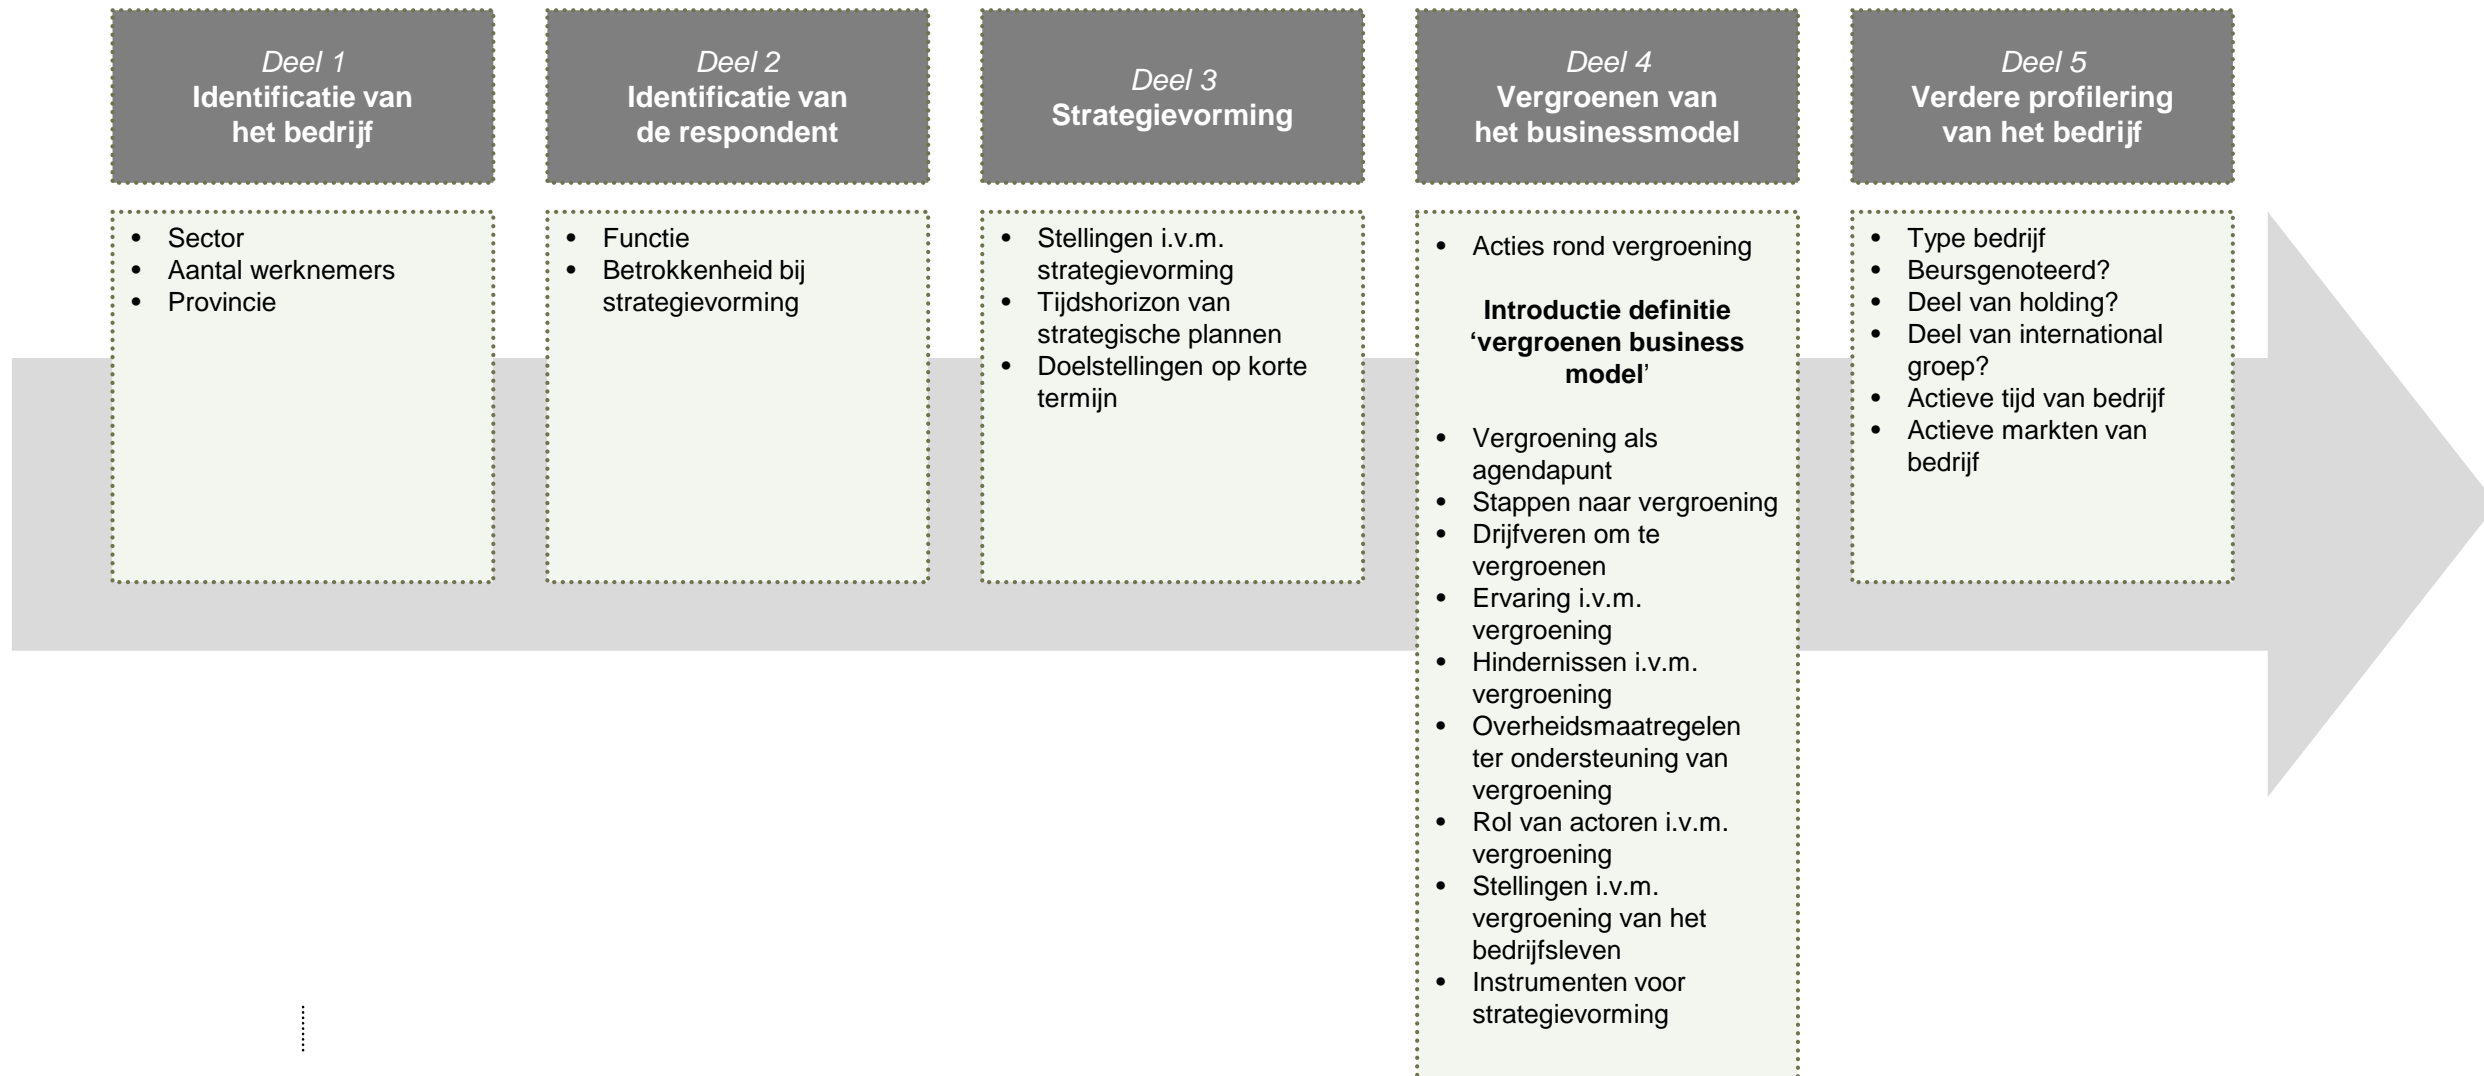 Deel 1
Identificatie van
het bedrijf
• Sector
• Aantal werknemers
• Provincie
Deel 2
Identificatie van
de respondent
• Functie
• Betrokkenheid bij
strategievorming
Deel 3
Strategievorming
• Stellingen i.v.m.
strategievorming
• Tijdshorizon van
strategische plannen
• Doelstellingen op korte
termijn
Deel 4
Vergroenen van
het businessmodel
• Acties rond vergroening
Introductie definitie
‘vergroenen business
model’
• Vergroening als
agendapunt
• Stappen naar vergroening
• Drijfveren om te
vergroenen
• Ervaring i.v.m.
vergroening
• Hindernissen i.v.m.
vergroening
• Overheidsmaatregelen
ter ondersteuning van
vergroening
• Rol van actoren i.v.m.
vergroening
• Stellingen i.v.m.
vergroening van het
bedrijfsleven
• Instrumenten voor
strategievorming
Deel 5
Verdere profilering
van het bedrijf
• Type bedrijf
• Beursgenoteerd?
• Deel van holding?
• Deel van international
groep?
• Actieve tijd van bedrijf
• Actieve markten van
bedrijf